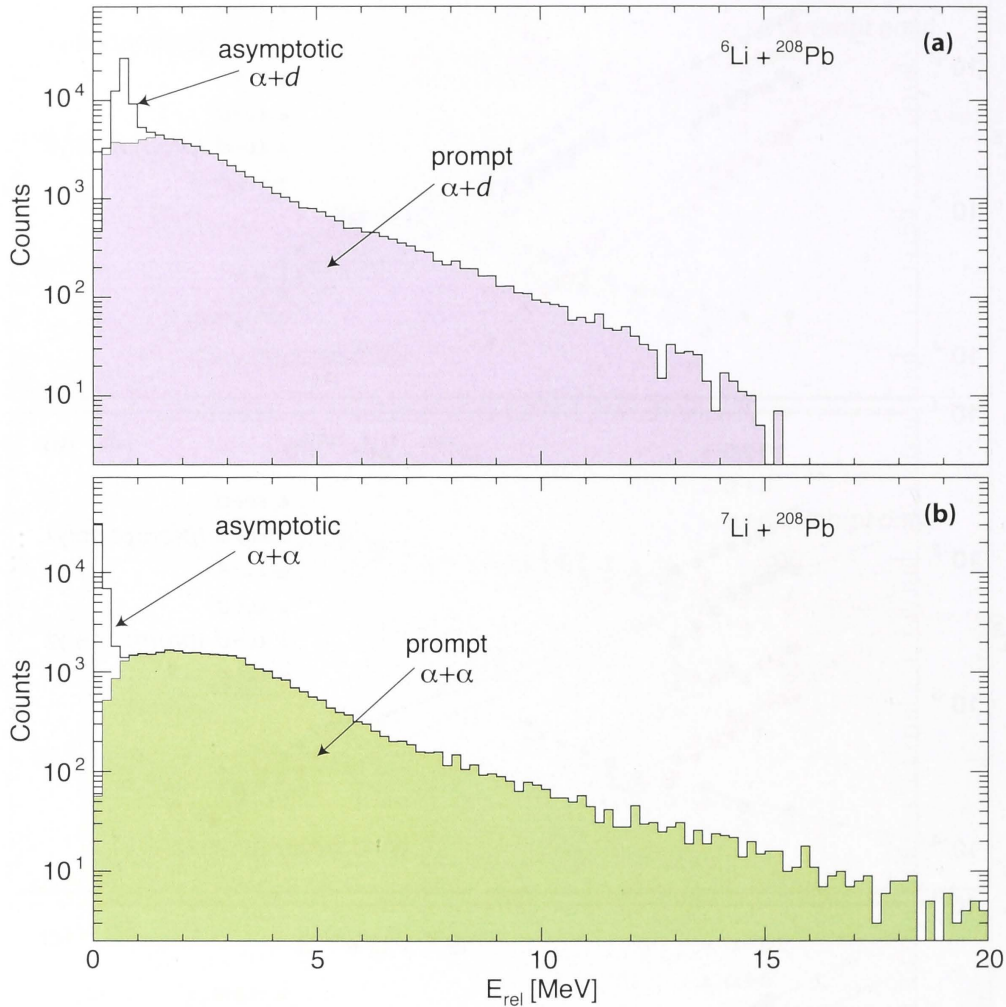 (a)
⁶Li + ²⁰⁸Pb
asymptotic
α+d
prompt
α+d
Counts
10⁴
10³
10²
10¹
(b)
⁷Li + ²⁰⁸Pb
asymptotic
α+α
prompt
α+α
Counts
10⁴
10³
10²
10¹
0 5 10 15 20
E_rel [MeV]